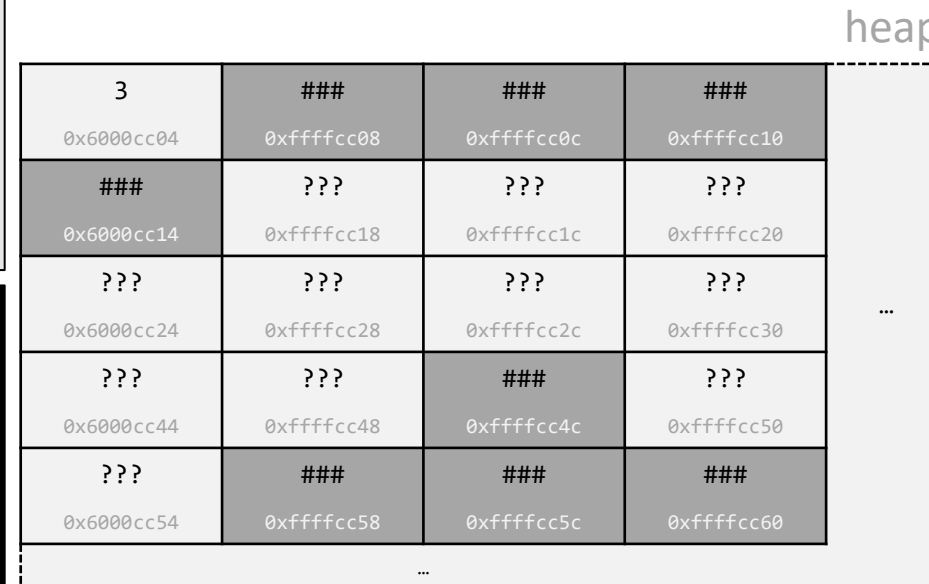 heap
3 ### ### ###
0x6000cc04 0xffffcc08 0xffffcc0c 0xffffcc10
### ??? ??? ???
0x6000cc14 0xffffcc18 0xffffcc1c 0xffffcc20
??? ??? ??? ???
0x6000cc24 0xffffcc28 0xffffcc2c 0xffffcc30
…
??? ??? ### ???
0x6000cc44 0xffffcc48 0xffffcc4c 0xffffcc50
??? ### ### ###
0x6000cc54 0xffffcc58 0xffffcc5c 0xffffcc60
…